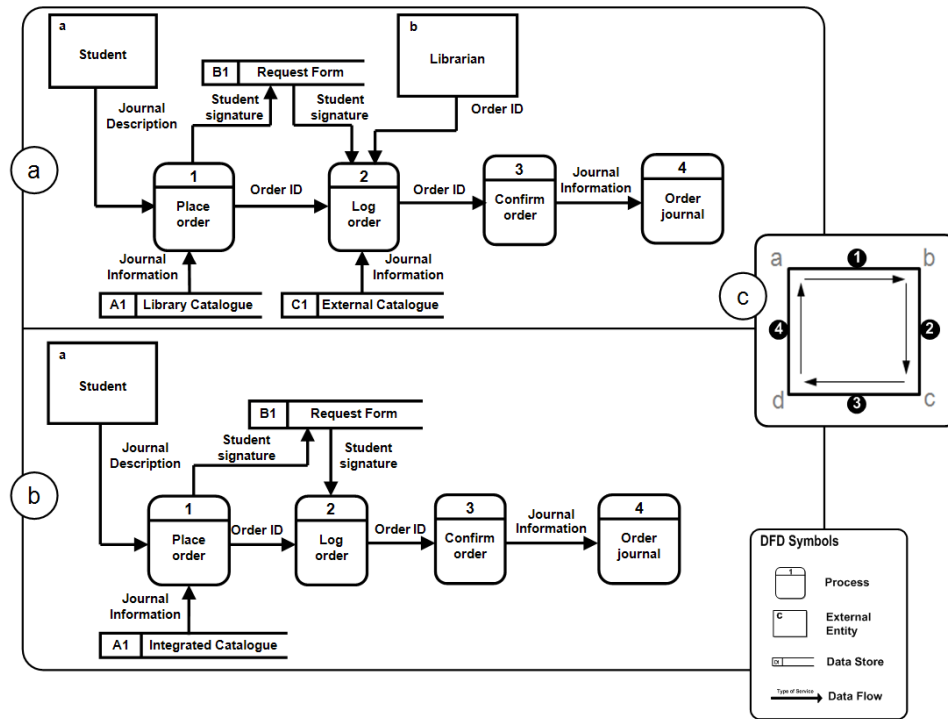 a
Student
b
Librarian
B1 Request Form
Journal
Description
Student
signature
Student
signature
Order ID
a
1
Place
order
Order ID
2
Log
order
Order ID
3
Confirm
order
Journal
Information
4
Order
journal
Journal
Information
Journal
Information
A1 Library Catalogue
C1 External Catalogue
c
a 1 b
4 2
d 3 c
a
Student
B1 Request Form
Journal
Description
Student
signature
Student
signature
b
1
Place
order
Order ID
2
Log
order
Order ID
3
Confirm
order
Journal
Information
4
Order
journal
Journal
Information
A1 Integrated Catalogue
DFD Symbols
1
Process
C
External
Entity
Data Store
Type of Service
Data Flow